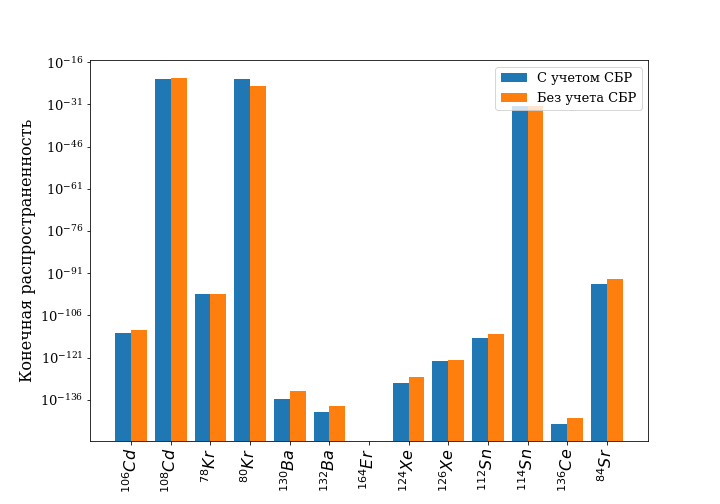 Конечная распространенность
10⁻¹⁶
10⁻³¹
10⁻⁴⁶
10⁻⁶¹
10⁻⁷⁶
10⁻⁹¹
10⁻¹⁰⁶
10⁻¹²¹
10⁻¹³⁶
С учетом СБР
Без учета СБР
¹⁰⁶Cd
¹⁰⁸Cd
⁷⁸Kr
⁸⁰Kr
¹³⁰Ba
¹³²Ba
¹⁶⁴Er
¹²⁴Xe
¹²⁶Xe
¹¹²Sn
¹¹⁴Sn
¹³⁶Ce
⁸⁴Sr